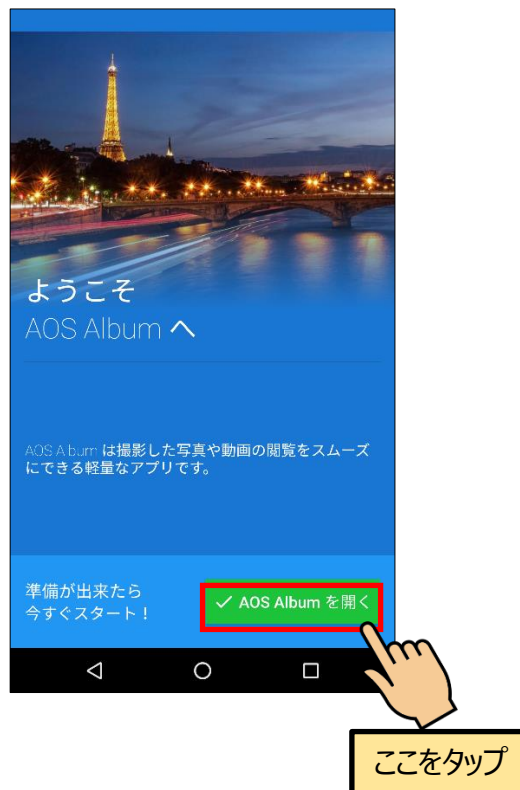 ようこそ
AOS Album へ
AOS Album は撮影した写真や動画の閲覧をスムーズ
にできる軽量なアプリです。
準備が出来たら
今すぐスタート！
✓ AOS Album を開く
ここをタップ